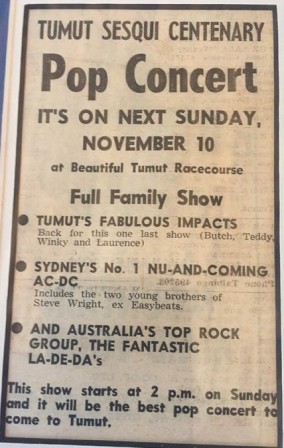 TUMUT SESQUI CENTENARY
Pop Concert
IT'S ON NEXT SUNDAY,
NOVEMBER 10
at Beautiful Tumut Racecourse
Full Family Show
● TUMUT'S FABULOUS IMPACTS
Back for this one last show (Butch, Teddy,
Winky and Laurence)
● SYDNEY'S No. 1 NU-AND-COMING
AC-DC
Includes the two young brothers of
Steve Wright, ex Easybeats.
● AND AUSTRALIA'S TOP ROCK
GROUP, THE FANTASTIC
LA-DE-DA's
This show starts at 2 p.m. on Sunday
and it will be the best pop concert to
come to Tumut.